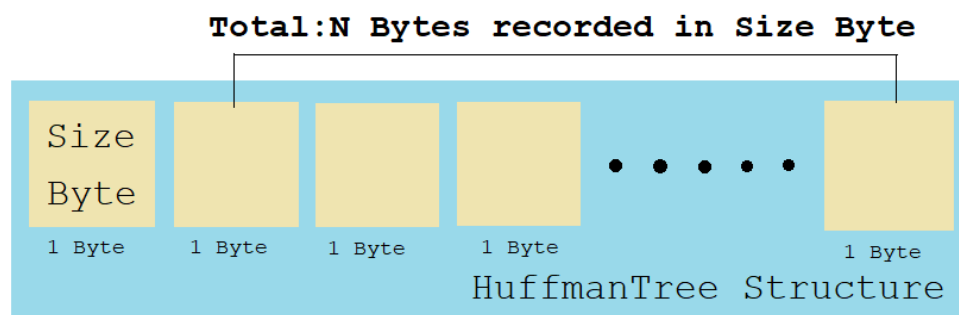 Total:N Bytes recorded in Size Byte
Size
Byte
1 Byte
1 Byte
1 Byte
1 Byte
1 Byte
HuffmanTree Structure